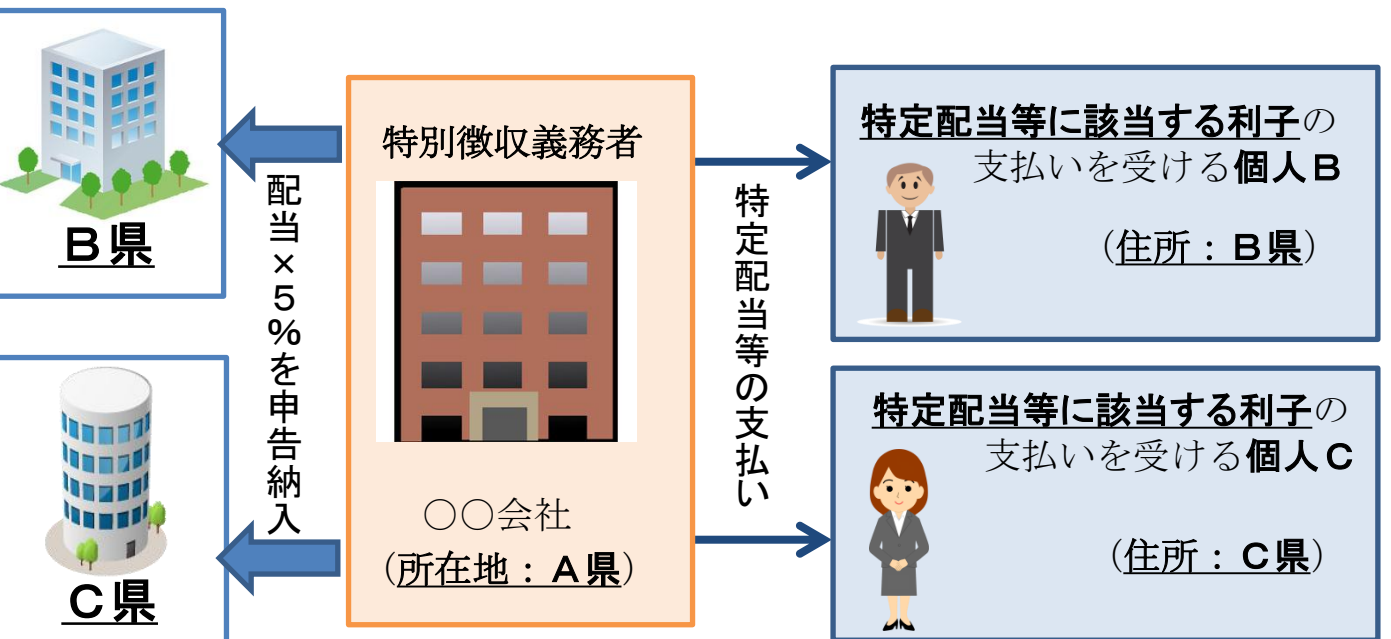 B県
C県
配当×5%を申告納入
特別徴収義務者
〇〇会社
(所在地:A県)
特定配当等の支払い
特定配当等に該当する利子の
支払いを受ける個人B
(住所:B県)
特定配当等に該当する利子の
支払いを受ける個人C
(住所:C県)